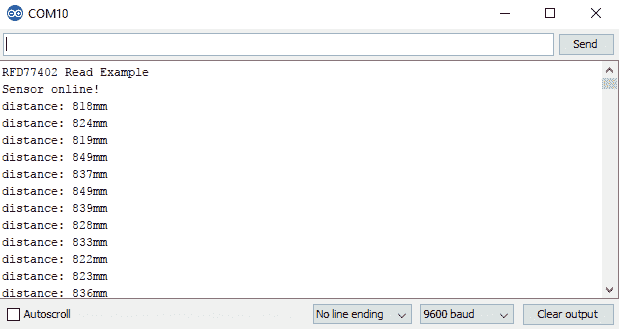 COM10
Send
RFD77402 Read Example
Sensor online!
distance: 818mm
distance: 824mm
distance: 819mm
distance: 849mm
distance: 837mm
distance: 849mm
distance: 839mm
distance: 828mm
distance: 833mm
distance: 822mm
distance: 823mm
distance: 836mm
Autoscroll No line ending 9600 baud Clear output